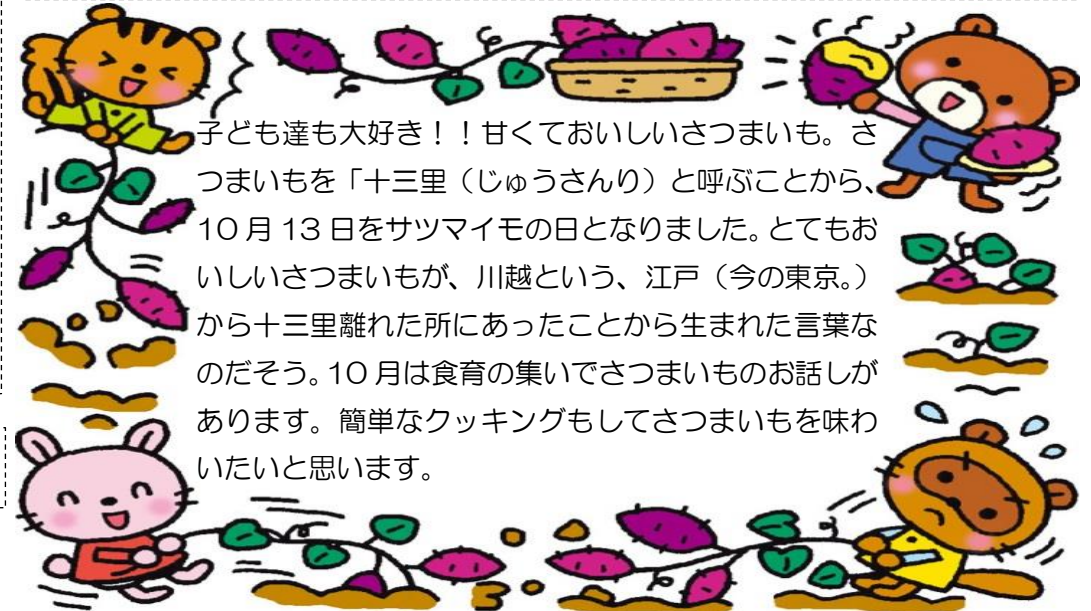 子ども達も大好き！！甘くておいしいさつまいも。さ
つまいもを「十三里（じゅうさんり）と呼ぶことから、
10月13日をサツマイモの日となりました。とてもお
いしいさつまいもが、川越という、江戸（今の東京。）
から十三里離れた所にあったことから生まれた言葉な
のだそう。10月は食育の集いでさつまいものお話しが
あります。簡単なクッキングもしてさつまいもを味わ
いたいと思います。